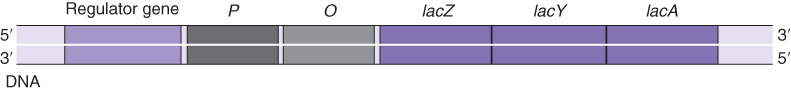 Regulator gene P O lacZ lacY lacA
5′ 3′
3′ 5′
DNA